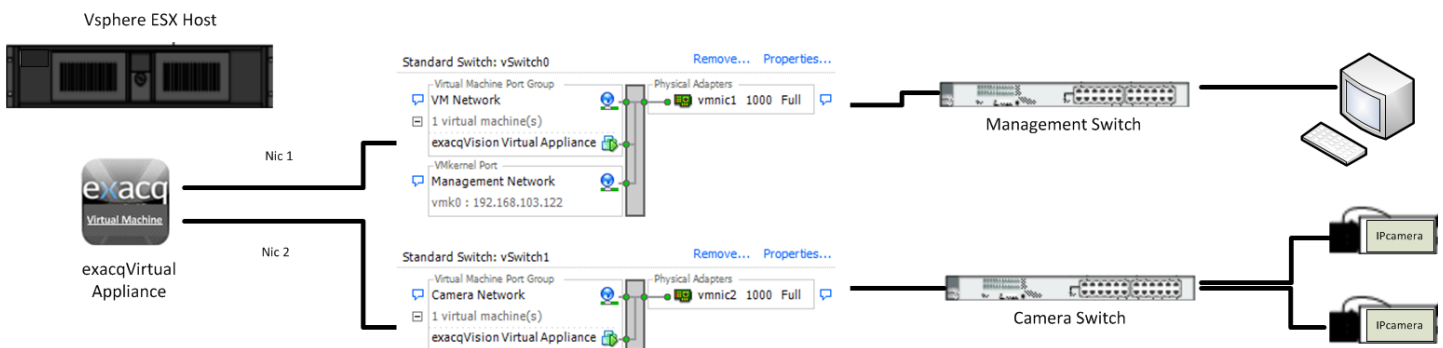 Vsphere ESX Host
Standard Switch: vSwitch0 Remove... Properties...
Virtual Machine Port Group Physical Adapters
VM Network vmnic1 1000 Full
1 virtual machine(s)
exacqVision Virtual Appliance
VMkernel Port
Management Network
vmk0 : 192.168.103.122
Management Switch
Nic 1
exacq
Virtual Machine
exacqVirtual
Appliance
Nic 2
Standard Switch: vSwitch1 Remove... Properties...
Virtual Machine Port Group Physical Adapters
Camera Network vmnic2 1000 Full
1 virtual machine(s)
exacqVision Virtual Appliance
Camera Switch
IPcamera
IPcamera